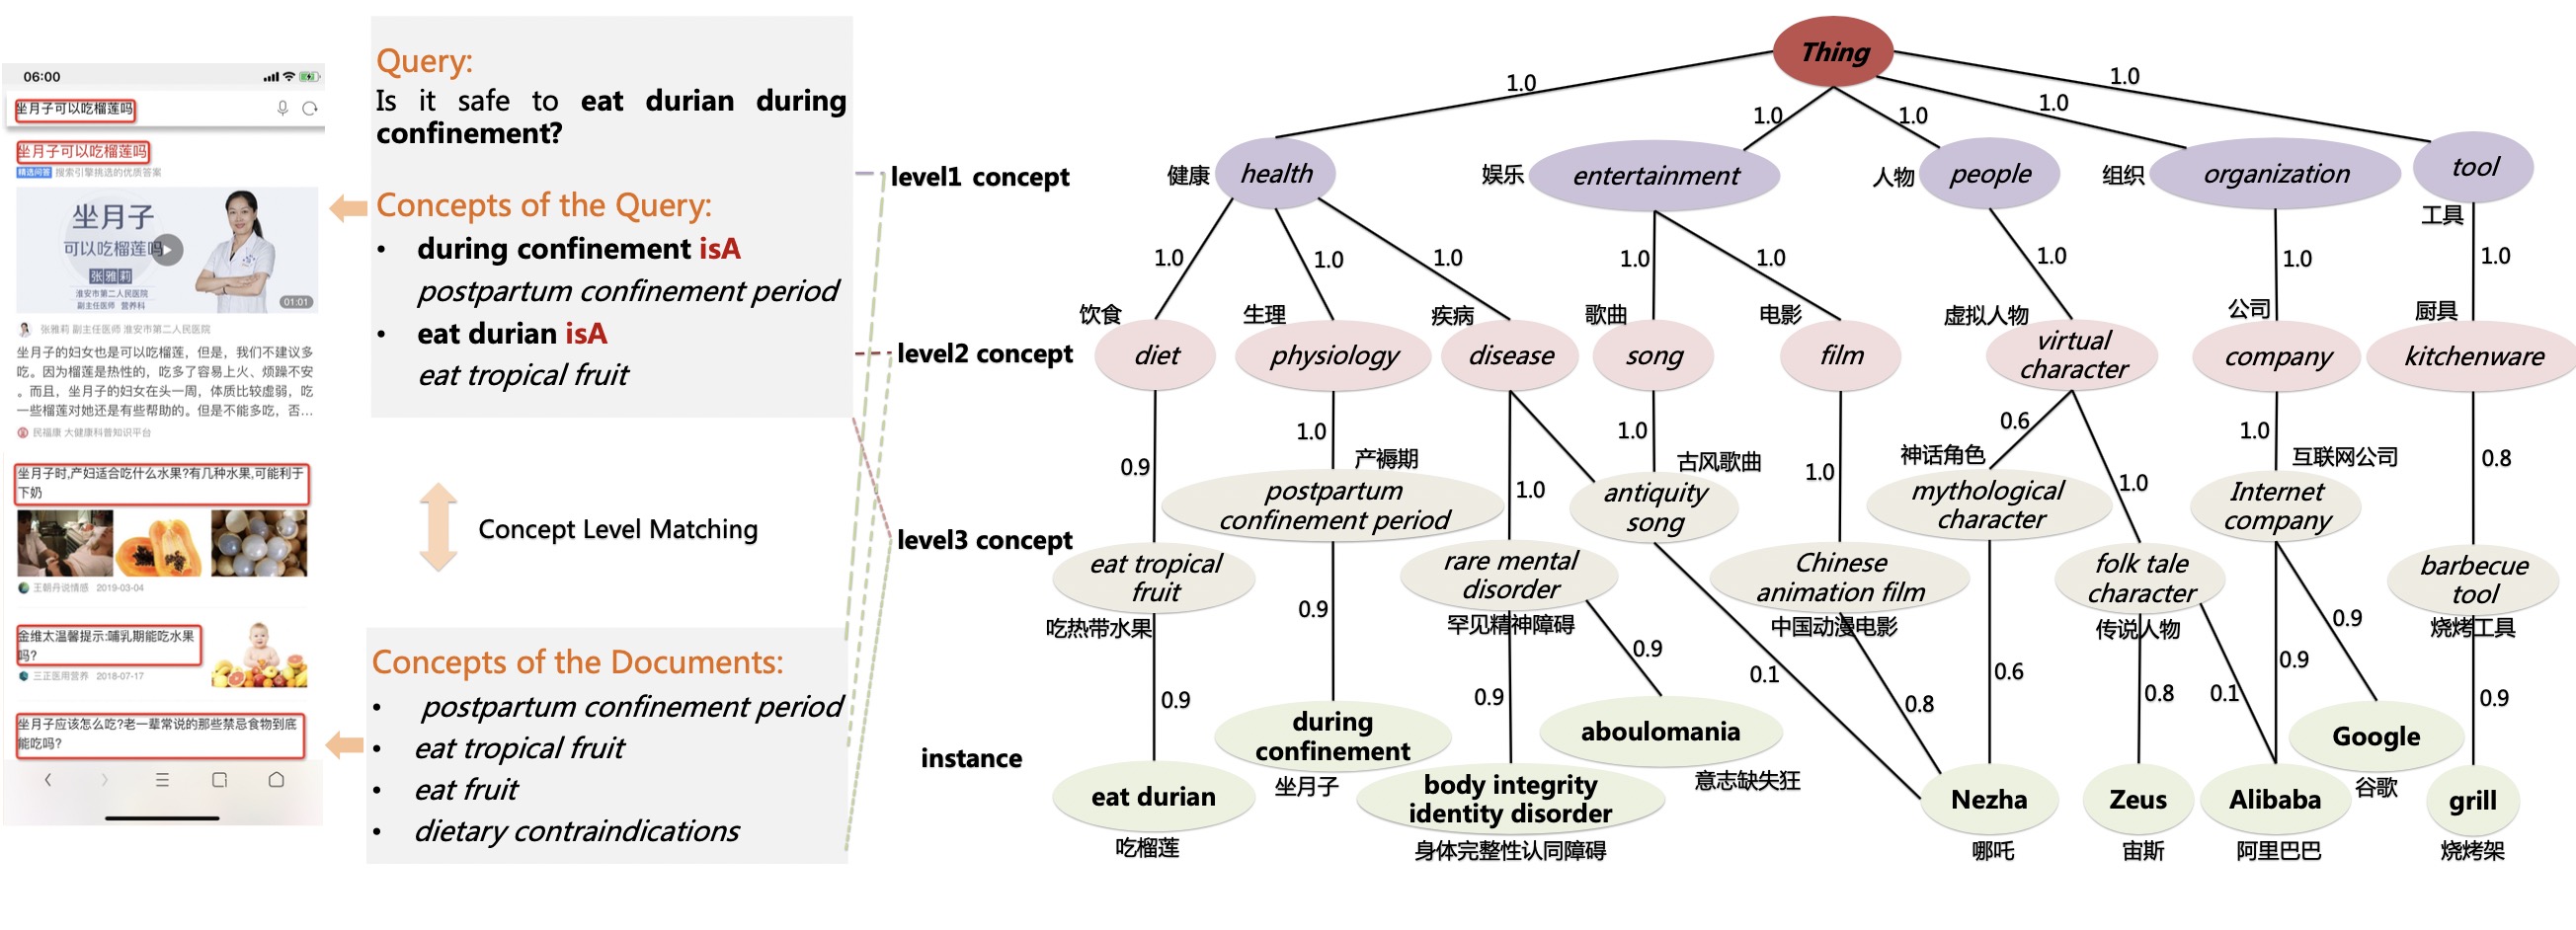 06:00
坐月子可以吃榴莲吗
坐月子可以吃榴莲吗
精选问答 搜索引擎挑选的优质答案
坐月子
可以吃榴莲吗
张雅莉
淮安市第二人民医院
副主任医师 营养科
01:01
张雅莉 副主任医师 淮安市第二人民医院
坐月子的妇女也是可以吃榴莲，但是，我们不建议多
吃。因为榴莲是热性的，吃多了容易上火、烦躁不安
。而且，坐月子的妇女在头一周，体质比较虚弱，吃
一些榴莲对她还是有些帮助的。但是不能多吃，否...
民福康 大健康科普知识平台
坐月子时,产妇适合吃什么水果?有几种水果,可能利于
下奶
王朝丹说情感 2019-03-04
金维太温馨提示:哺乳期能吃水果
吗?
三正医用营养 2018-07-17
坐月子应该怎么吃?老一辈常说的那些禁忌食物到底
能吃吗?
Query:
Is it safe to eat durian during
confinement?
Concepts of the Query:
• during confinement isA
postpartum confinement period
• eat durian isA
eat tropical fruit
Concept Level Matching
Concepts of the Documents:
• postpartum confinement period
• eat tropical fruit
• eat fruit
• dietary contraindications
Thing
1.0
1.0
1.0
1.0
1.0
level1 concept
健康
health
娱乐
entertainment
人物
people
组织
organization
tool
工具
1.0
1.0
1.0
1.0
1.0
1.0
1.0
1.0
level2 concept
饮食
diet
生理
physiology
疾病
disease
歌曲
song
电影
film
虚拟人物
virtual
character
公司
company
厨具
kitchenware
0.9
1.0
1.0
1.0
1.0
0.6
1.0
1.0
0.8
level3 concept
产褥期
postpartum
confinement period
古风歌曲
antiquity
song
神话角色
mythological
character
互联网公司
Internet
company
eat tropical
fruit
吃热带水果
rare mental
disorder
罕见精神障碍
Chinese
animation film
中国动漫电影
folk tale
character
传说人物
barbecue
tool
烧烤工具
0.9
0.9
0.9
0.9
0.1
0.8
0.6
0.8
0.1
0.9
0.9
0.9
instance
eat durian
吃榴莲
during
confinement
坐月子
body integrity
identity disorder
身体完整性认同障碍
aboulomania
意志缺失狂
Nezha
哪吒
Zeus
宙斯
Alibaba
阿里巴巴
Google
谷歌
grill
烧烤架